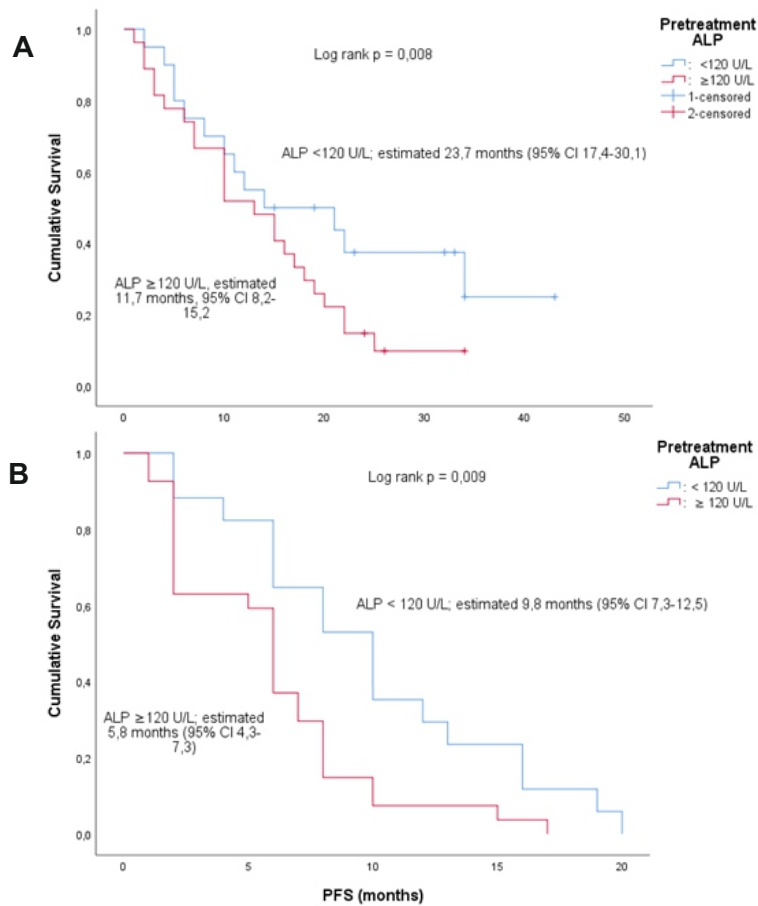 A
Cumulative Survival
1,0
0,8
0,6
0,4
0,2
0,0
0
10
20
30
40
50
Log rank p = 0,008
ALP <120 U/L; estimated 23,7 months (95% CI 17,4-30,1)
ALP ≥120 U/L, estimated
11,7 months, 95% CI 8,2-
15,2
Pretreatment
ALP
: <120 U/L
: ≥120 U/L
1-censored
2-censored
B
Cumulative Survival
1,0
0,8
0,6
0,4
0,2
0,0
0
5
10
15
20
PFS (months)
Log rank p = 0,009
ALP < 120 U/L; estimated 9,8 months (95% CI 7,3-12,5)
ALP ≥120 U/L; estimated
5,8 months (95% CI 4,3-
7,3)
Pretreatment
ALP
: < 120 U/L
: ≥ 120 U/L